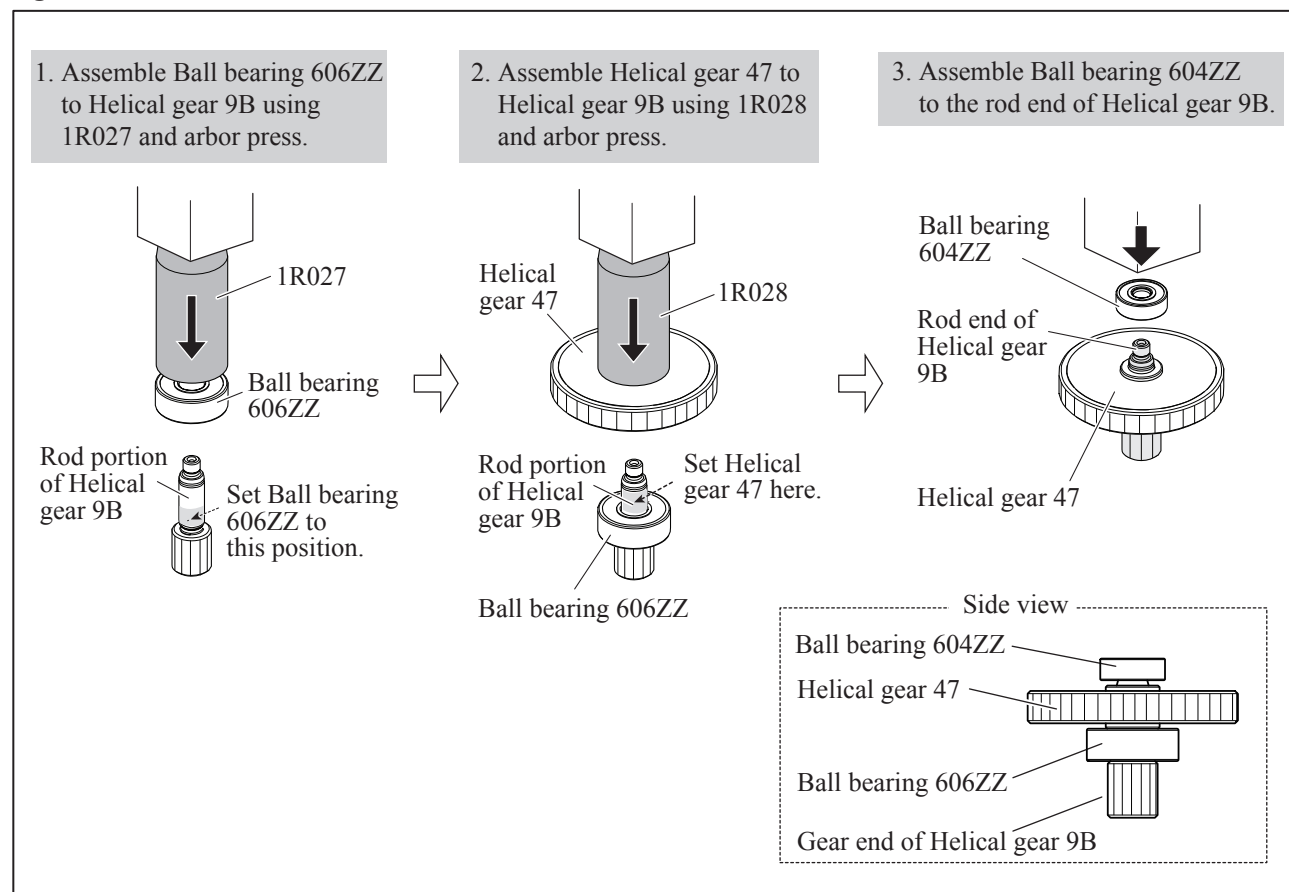 1. Assemble Ball bearing 606ZZ
to Helical gear 9B using
1R027 and arbor press.
2. Assemble Helical gear 47 to
Helical gear 9B using 1R028
and arbor press.
3. Assemble Ball bearing 604ZZ
to the rod end of Helical gear 9B.
1R027
Ball bearing
606ZZ
Rod portion
of Helical
gear 9B
Set Ball bearing
606ZZ to
this position.
Helical
gear 47
1R028
Rod portion
of Helical
gear 9B
Set Helical
gear 47 here.
Ball bearing 606ZZ
Ball bearing
604ZZ
Rod end of
Helical gear
9B
Helical gear 47
Side view
Ball bearing 604ZZ
Helical gear 47
Ball bearing 606ZZ
Gear end of Helical gear 9B